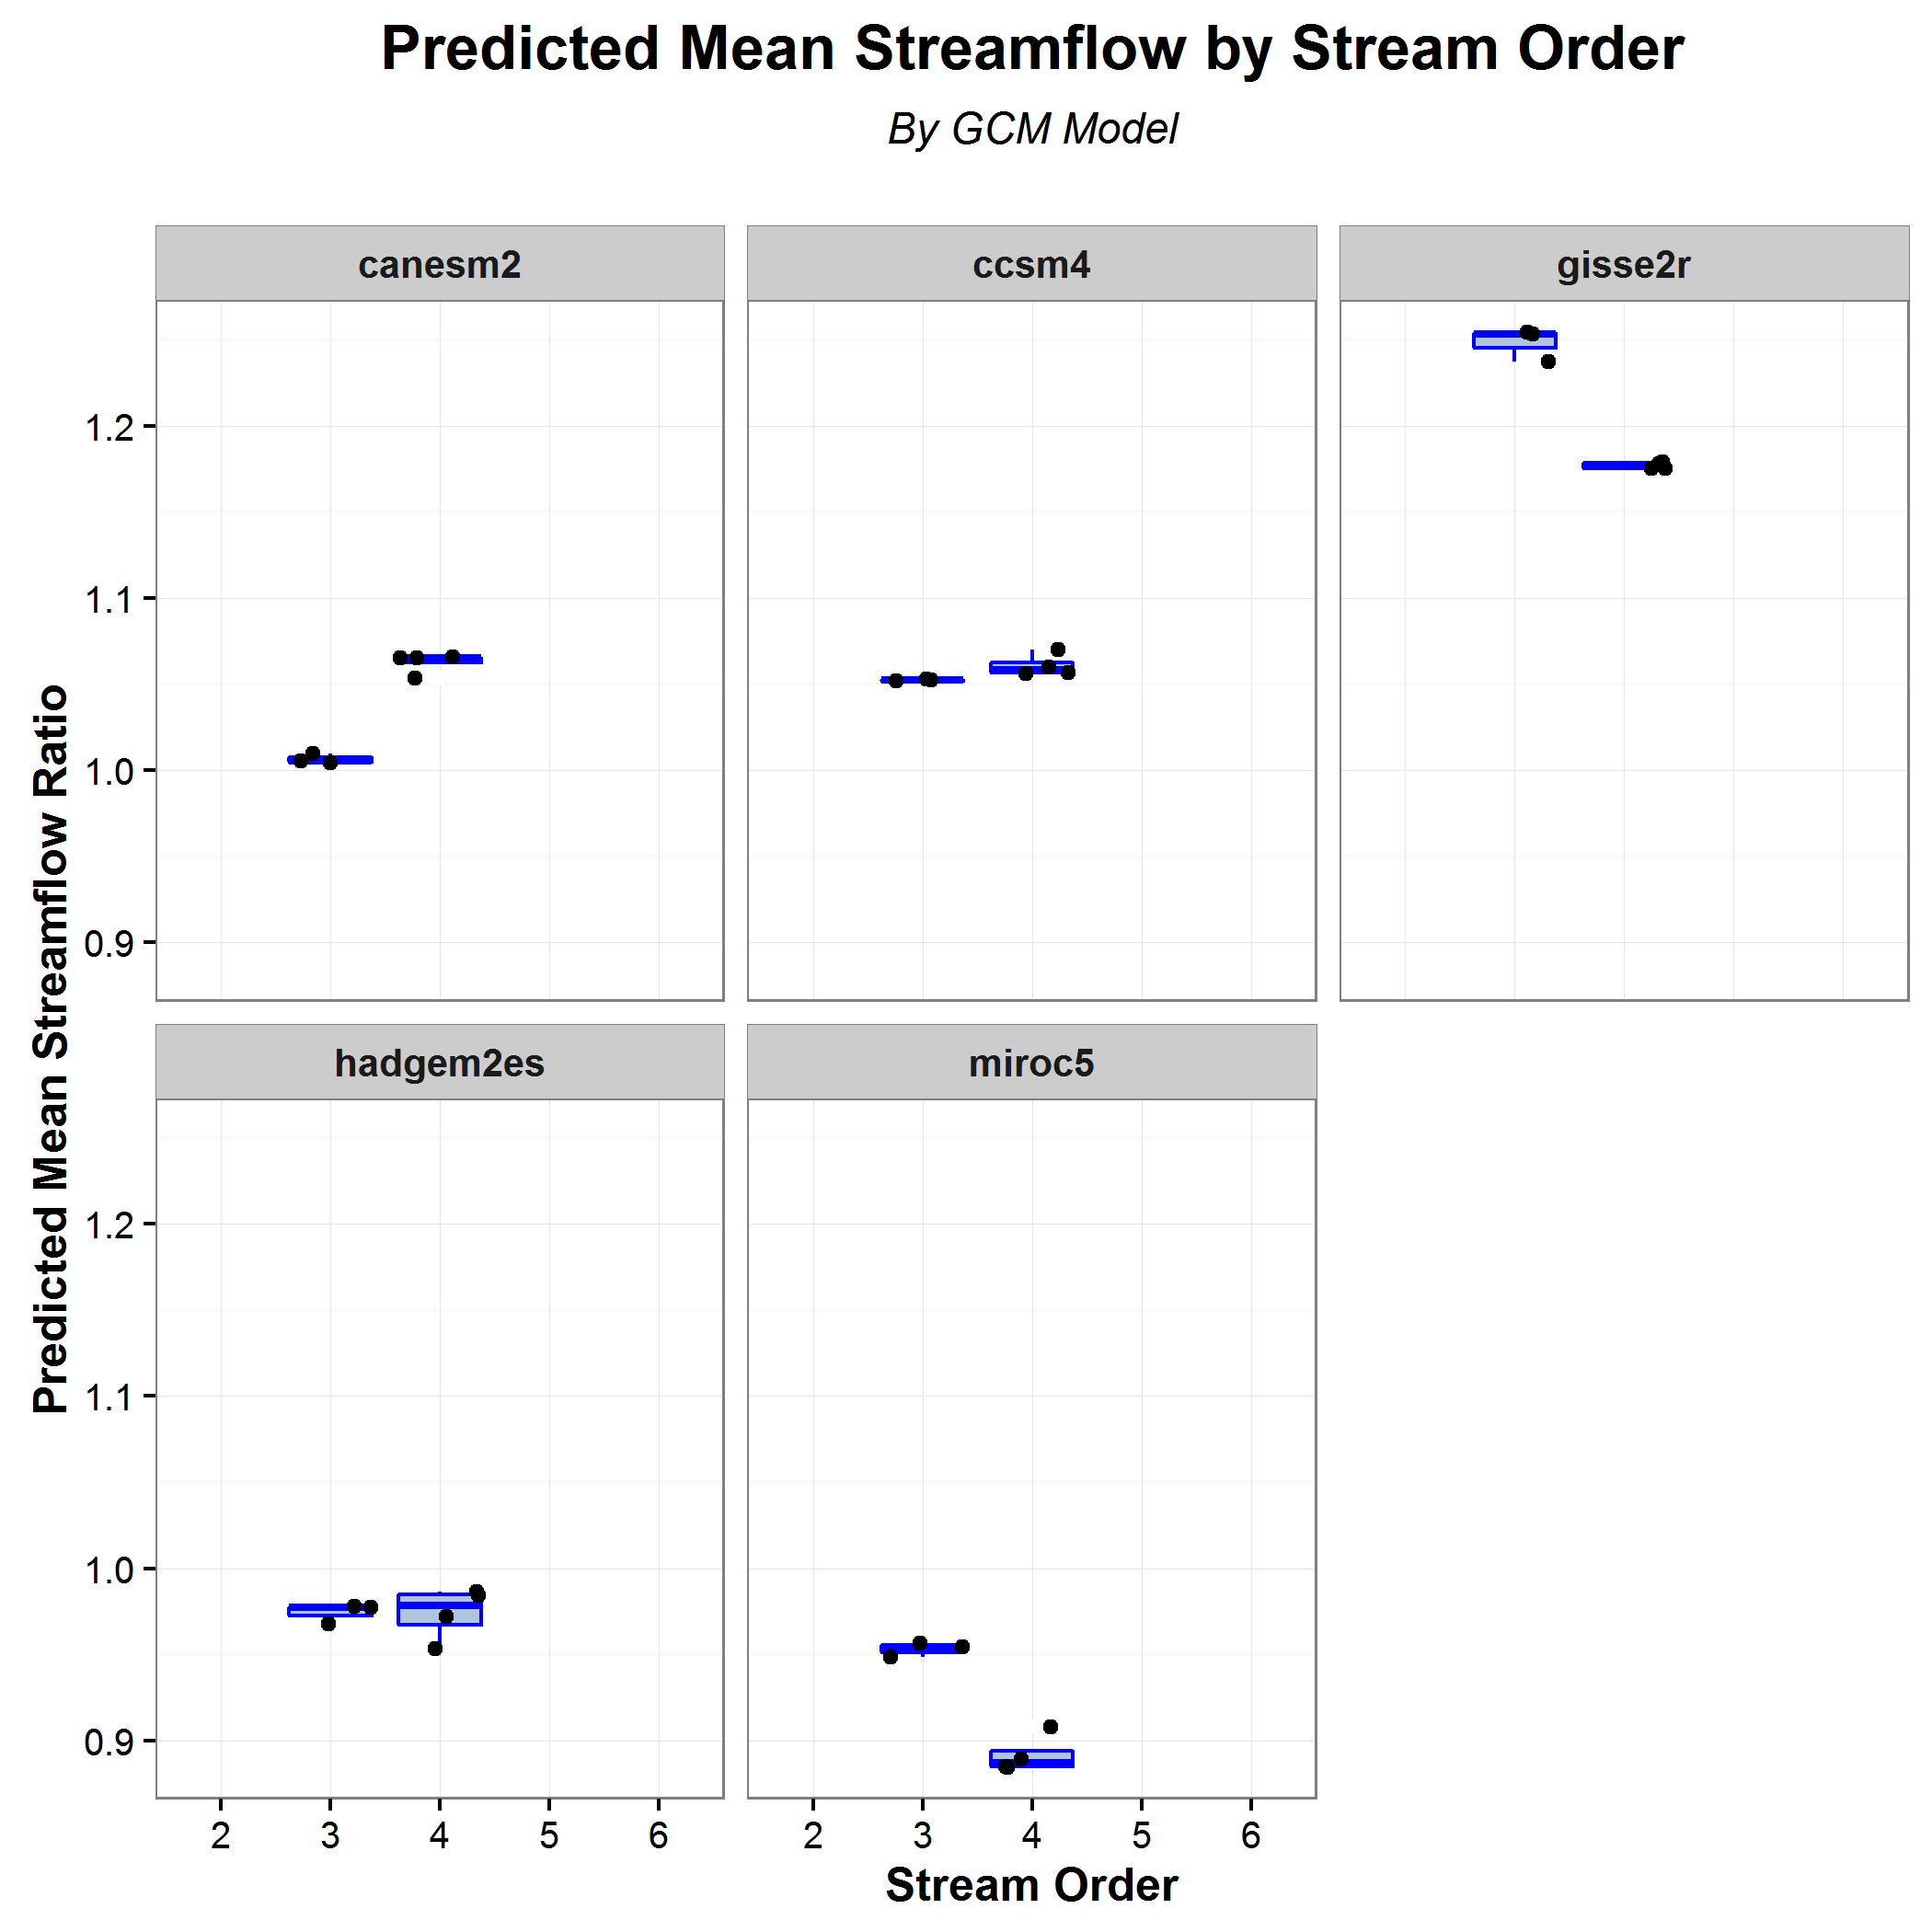 Predicted Mean Streamflow by Stream Order
By GCM Model
canesm2
ccsm4
gisse2r
1.2
1.1
1.0
0.9
Predicted Mean Streamflow Ratio
hadgem2es
miroc5
1.2
1.1
1.0
0.9
2 3 4 5 6
2 3 4 5 6
Stream Order